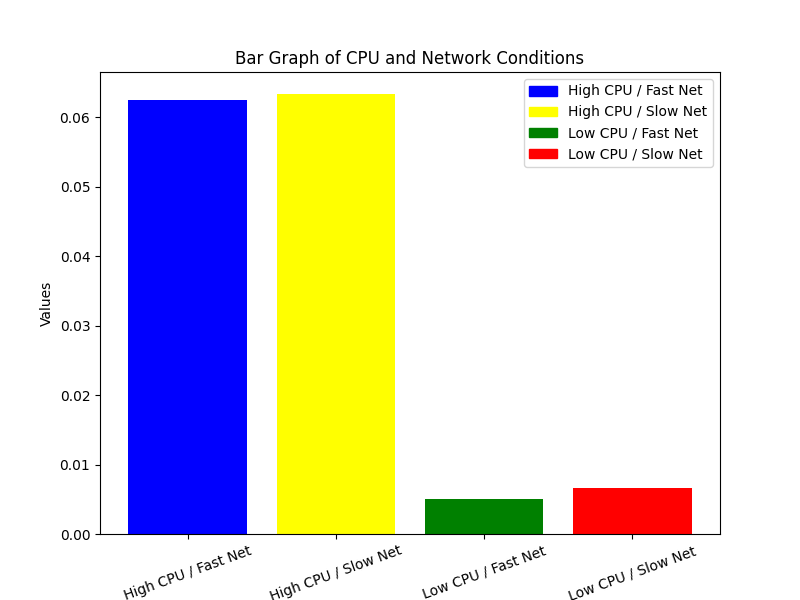 Bar Graph of CPU and Network Conditions
High CPU / Fast Net
High CPU / Slow Net
Low CPU / Fast Net
Low CPU / Slow Net
Values
0.06
0.05
0.04
0.03
0.02
0.01
0.00
High CPU / Fast Net
High CPU / Slow Net
Low CPU / Fast Net
Low CPU / Slow Net